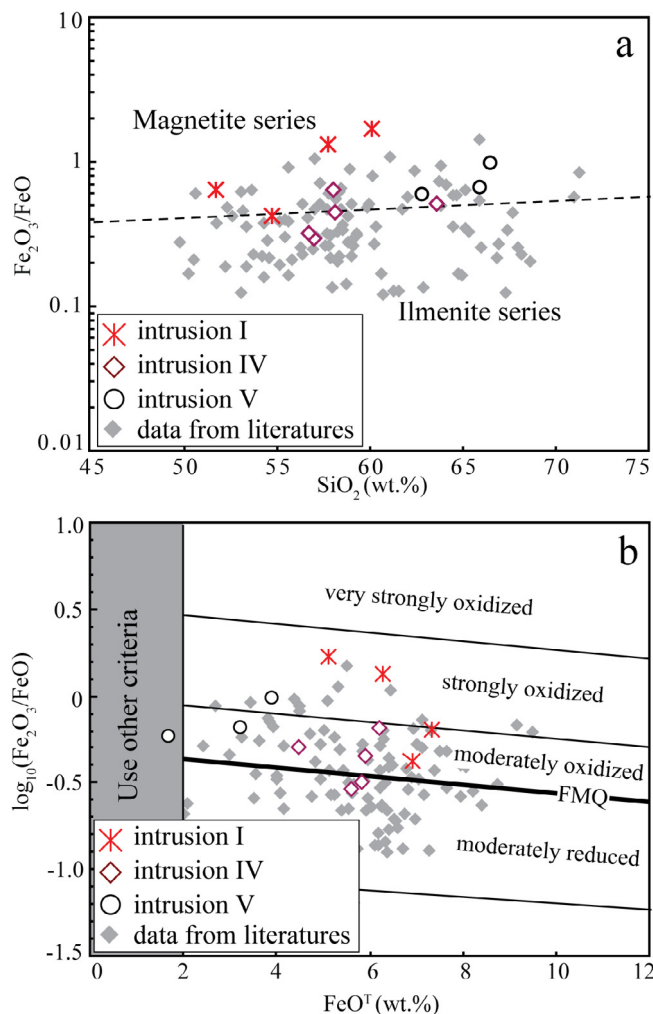 a
10
1
0.1
0.01
Fe₂O₃/FeO
Magnetite series
Ilmenite series
intrusion I
intrusion IV
intrusion V
data from literatures
45 50 55 60 65 70 75
SiO₂ (wt.%)
b
1.0
0.5
0
-0.5
-1.0
-1.5
log₁₀(Fe₂O₃/FeO)
Use other criteria
very strongly oxidized
strongly oxidized
moderately oxidized
FMQ
moderately reduced
intrusion I
intrusion IV
intrusion V
data from literatures
0 2 4 6 8 10 12
FeOᵀ (wt.%)